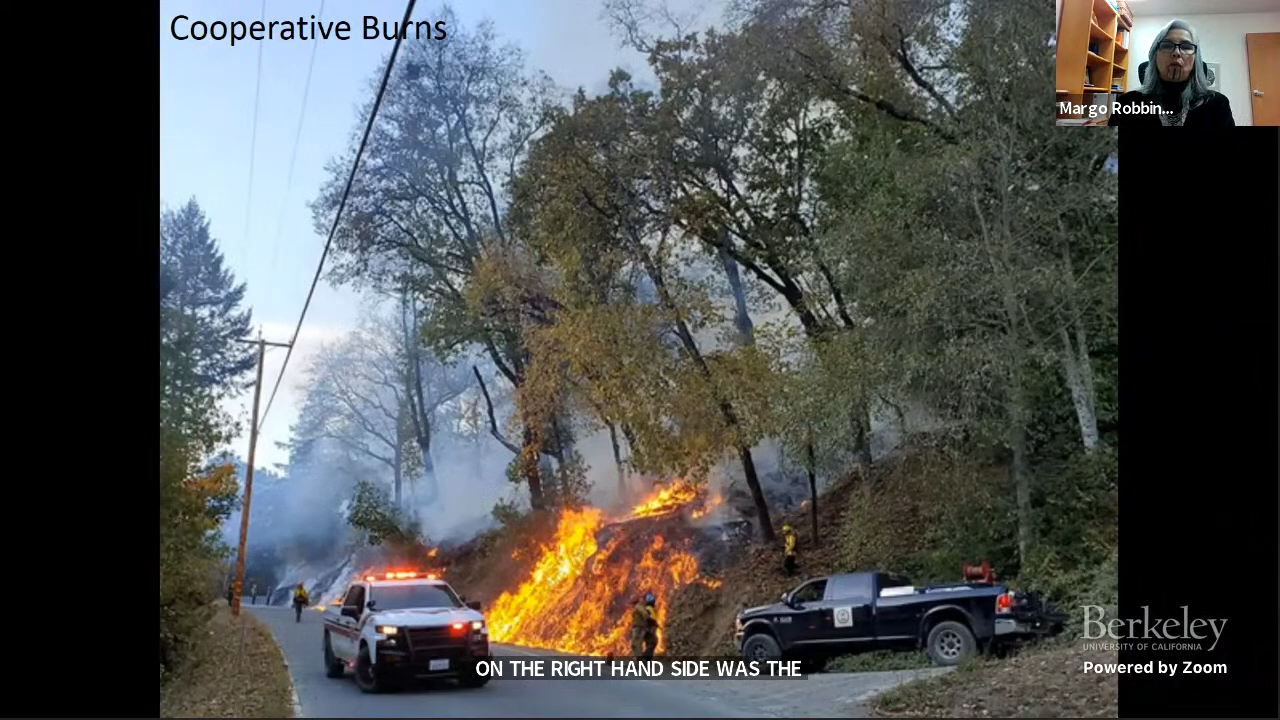 Cooperative Burns
Margo Robbin...
ON THE RIGHT HAND SIDE WAS THE
Berkeley
UNIVERSITY OF CALIFORNIA
Powered by Zoom